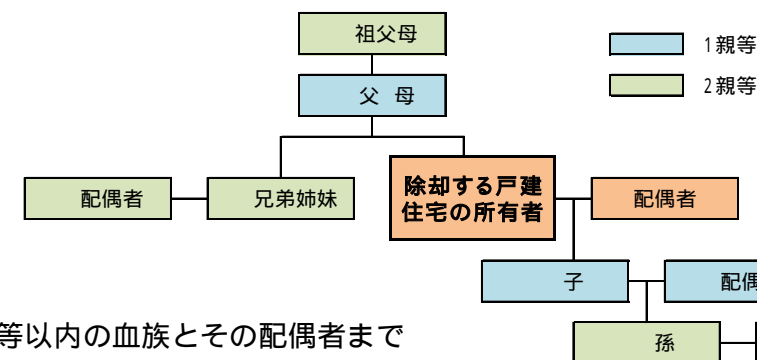 祖父母
1親等
父 母
2親等
配偶者
兄弟姉妹
除却する戸建
住宅の所有者
配偶者
子
配偶
等以内の血族とその配偶者まで
孫